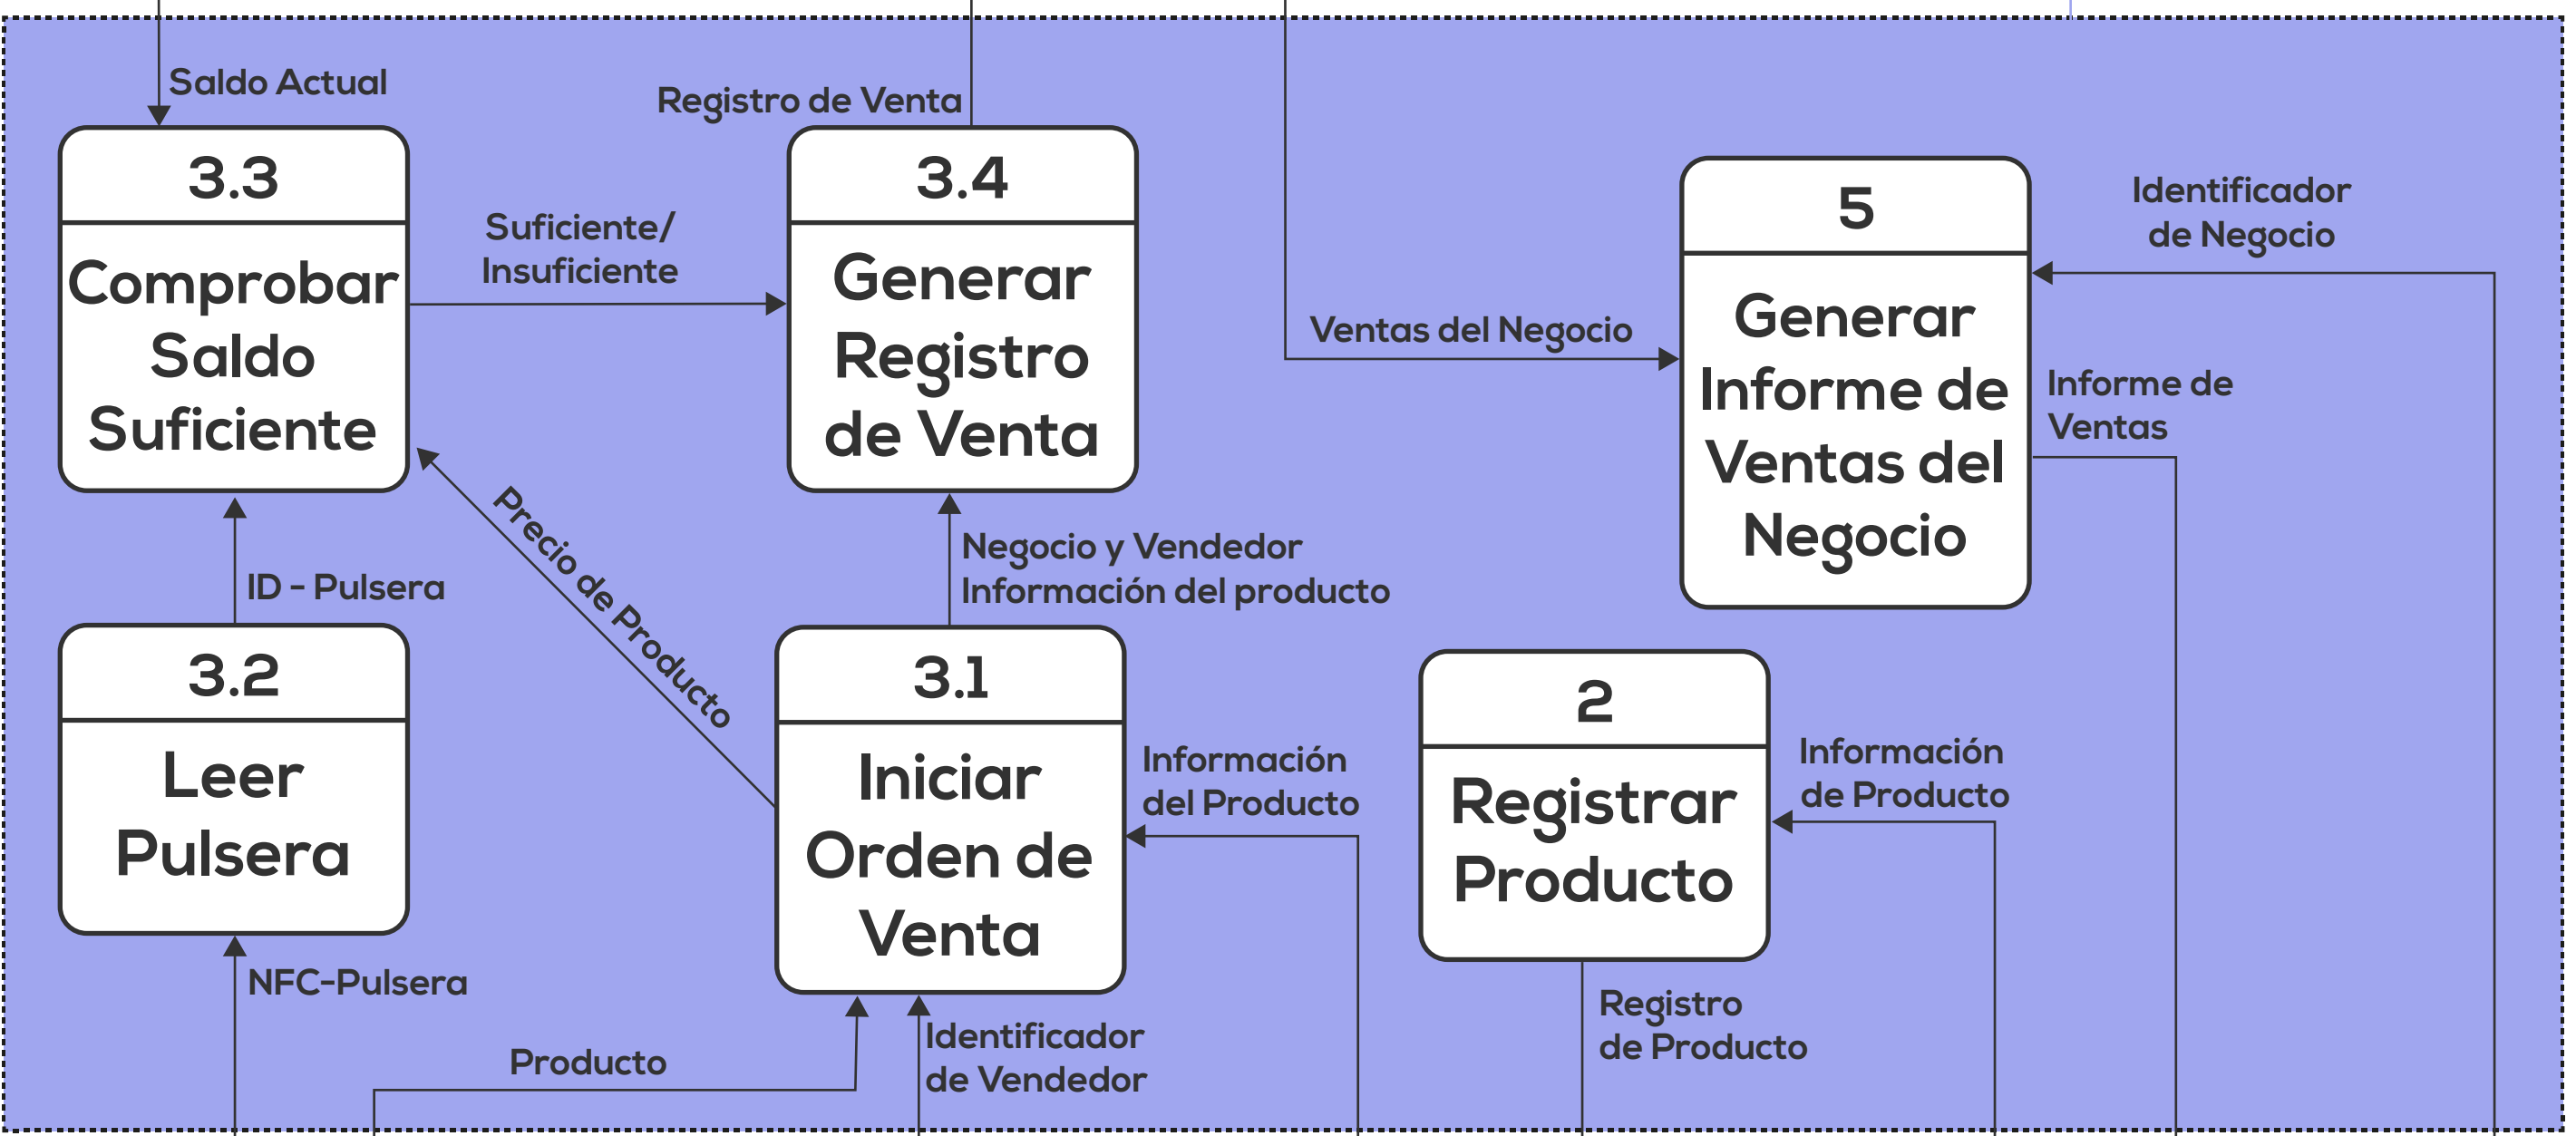 Saldo Actual
Registro de Venta
3.3
Comprobar
Saldo
Suficiente
Suficiente/
Insuficiente
3.4
Generar
Registro
de Venta
Ventas del Negocio
5
Generar
Informe de
Ventas del
Negocio
Identificador
de Negocio
Informe de
Ventas
ID - Pulsera
Precio de Producto
Negocio y Vendedor
Información del producto
3.2
Leer
Pulsera
3.1
Iniciar
Orden de
Venta
Información
del Producto
2
Registrar
Producto
Información
de Producto
NFC-Pulsera
Producto
Identificador
de Vendedor
Registro
de Producto